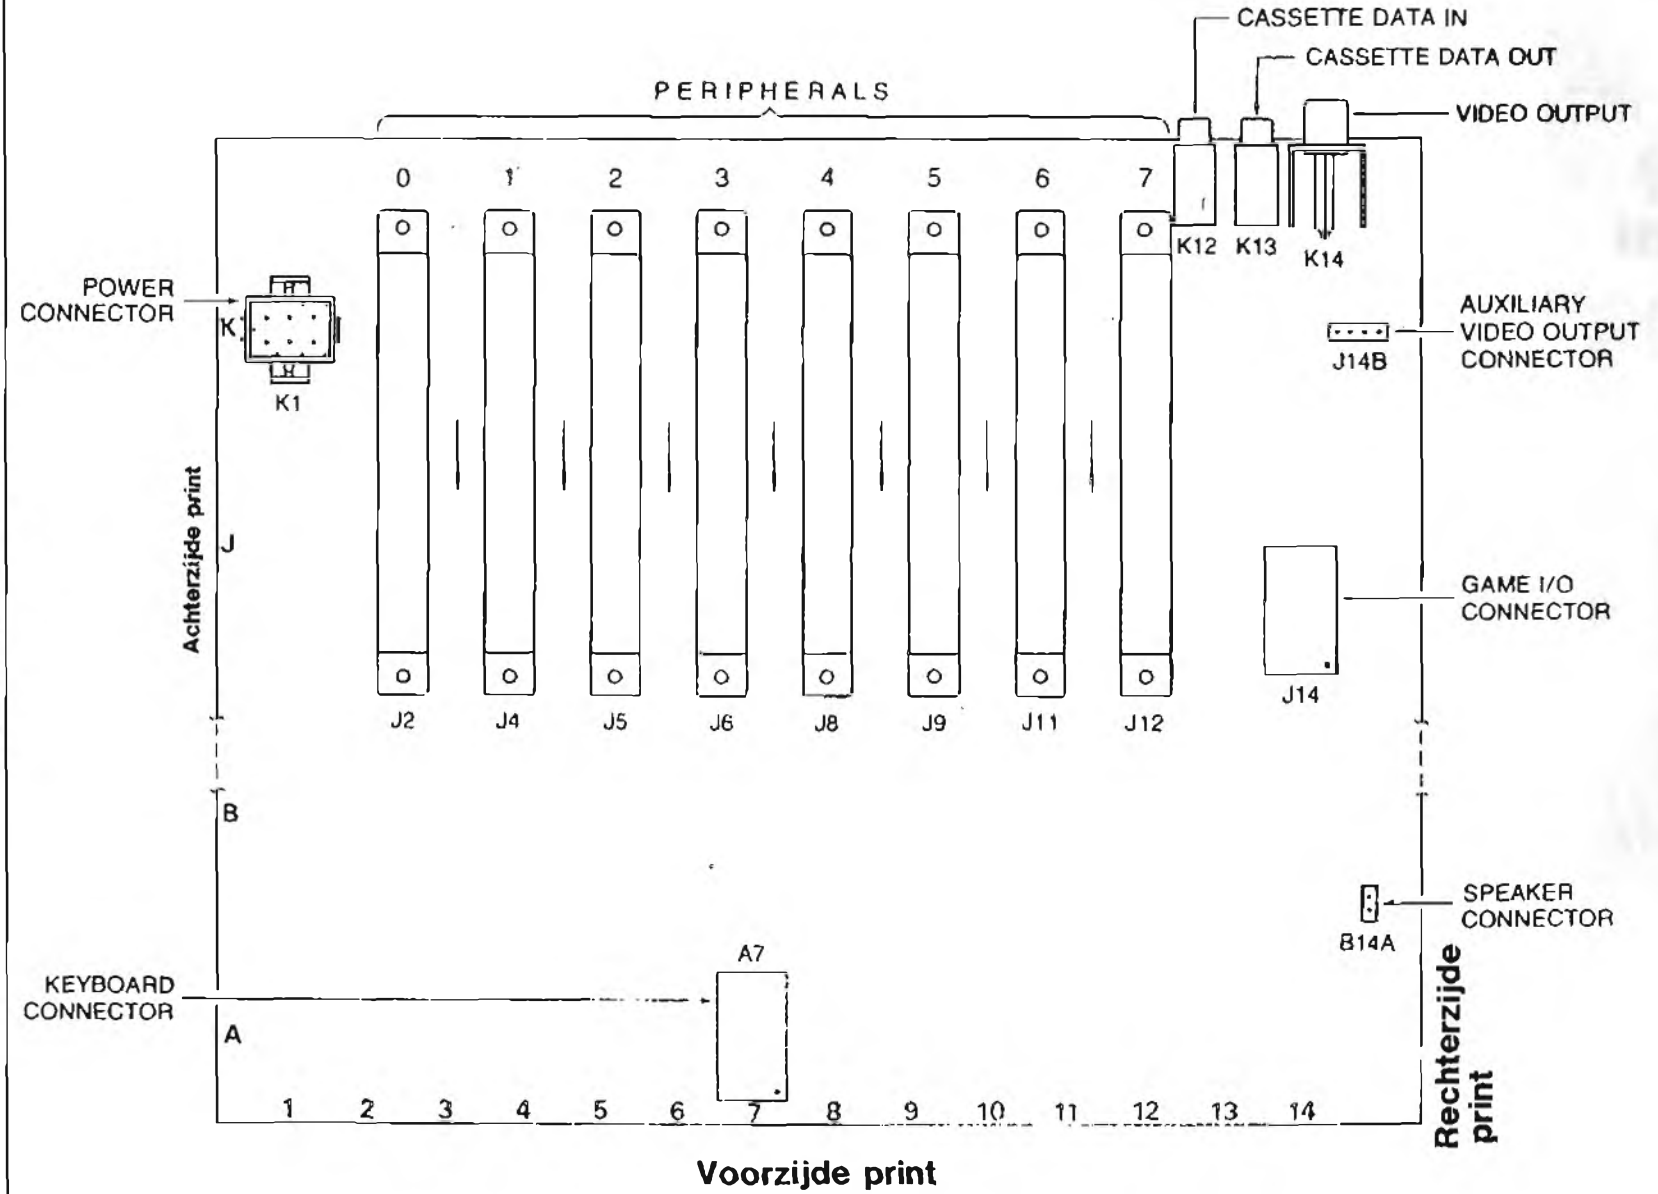 CASSETTE DATA IN
CASSETTE DATA OUT
PERIPHERALS
VIDEO OUTPUT
0 1 2 3 4 5 6 7
K12 K13 K14
POWER
CONNECTOR
K
K1
AUXILIARY
VIDEO OUTPUT
CONNECTOR
J14B
Achterzijde print
J
GAME I/O
CONNECTOR
J14
J2 J4 J5 J6 J8 J9 J11 J12
B
SPEAKER
CONNECTOR
B14A
A7
KEYBOARD
CONNECTOR
A
Rechterzijde
print
1 2 3 4 5 6 7 8 9 10 11 12 13 14
Voorzijde print